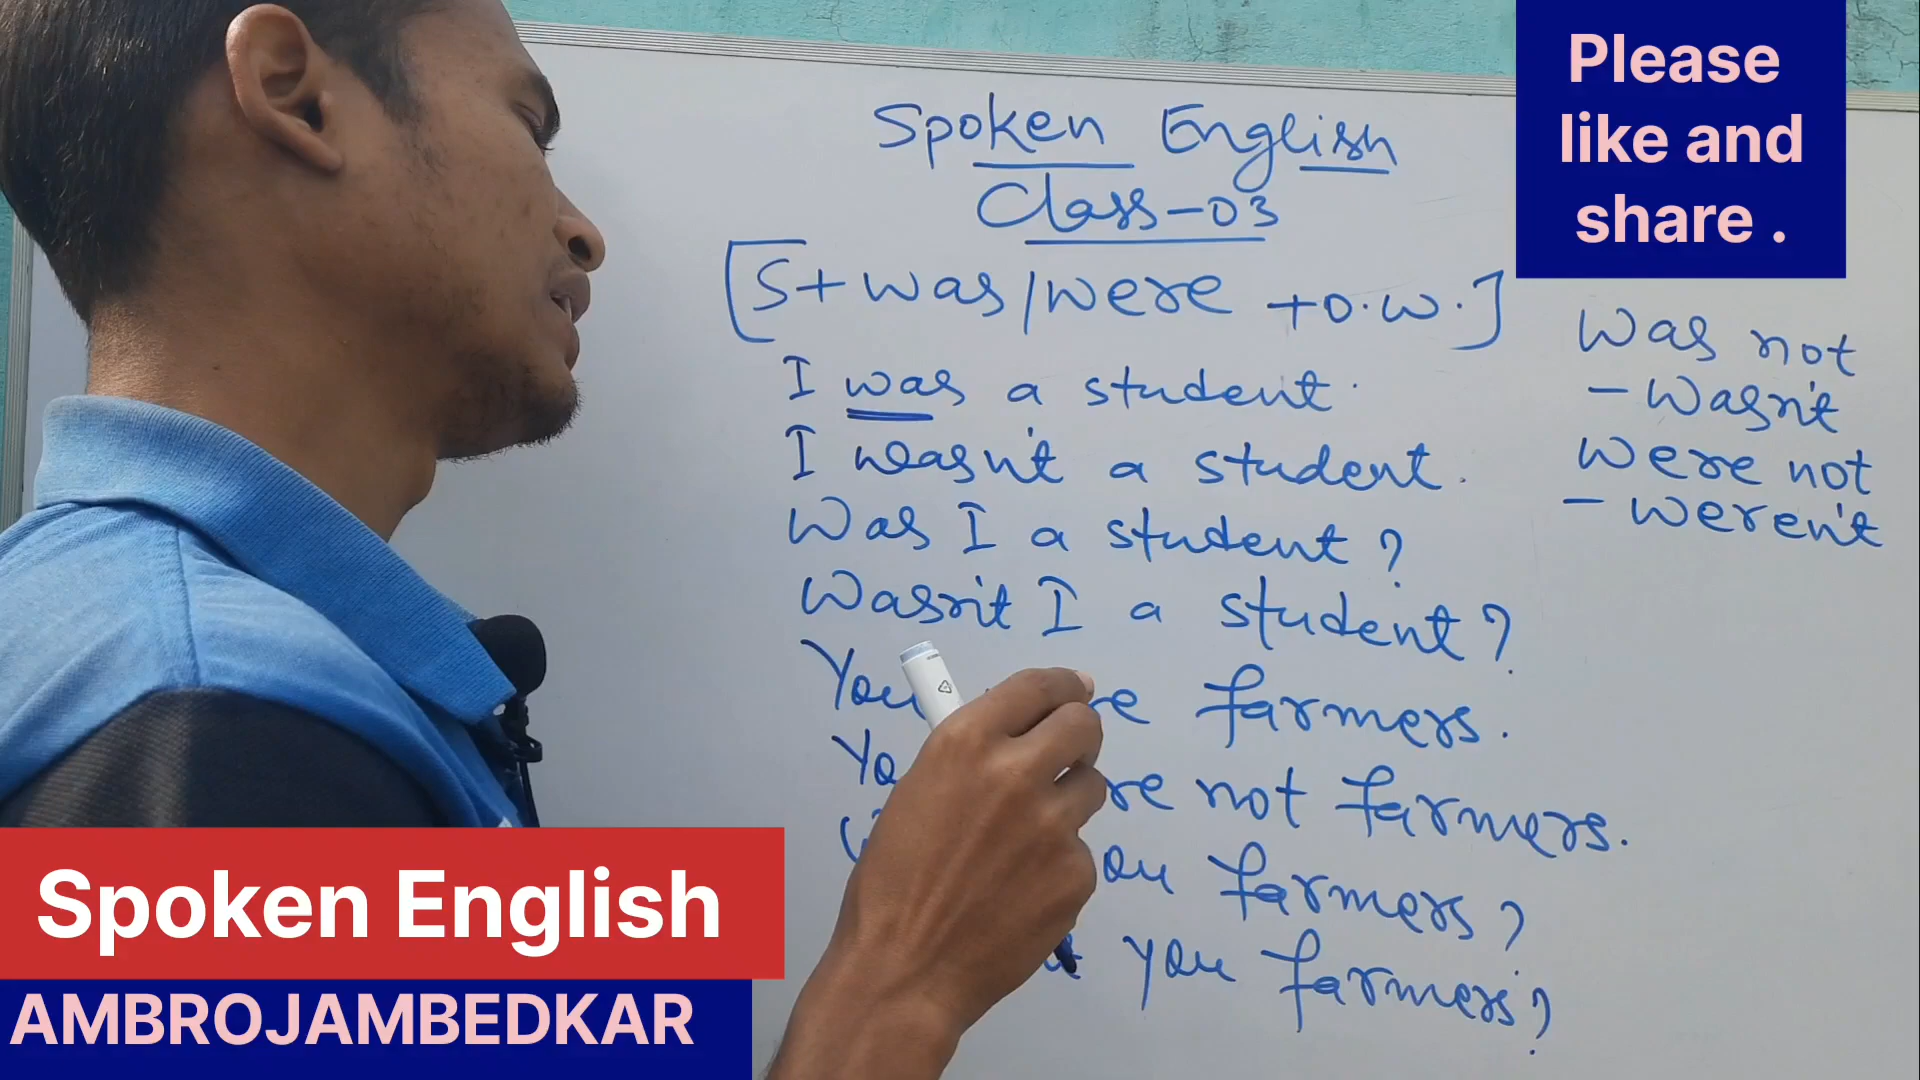 Please
like and
share .
Spoken English
Class-03
[S+was/were +o.w.]
I was a student.
I wasn't a student.
Was I a student?
Wasn't I a student?
You farmers.
not farmers.
farmers?
you farmers?
Was not
- Wasn't
Were not
- Weren't
Spoken English
AMBROJAMBEDKAR